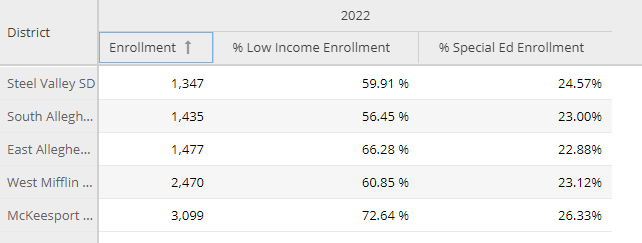 2022
District
Enrollment ↑ % Low Income Enrollment % Special Ed Enrollment
Steel Valley SD 1,347 59.91 % 24.57%
South Allegh... 1,435 56.45 % 23.00%
East Alleghe... 1,477 66.28 % 22.88%
West Mifflin ... 2,470 60.85 % 23.12%
McKeesport ... 3,099 72.64 % 26.33%